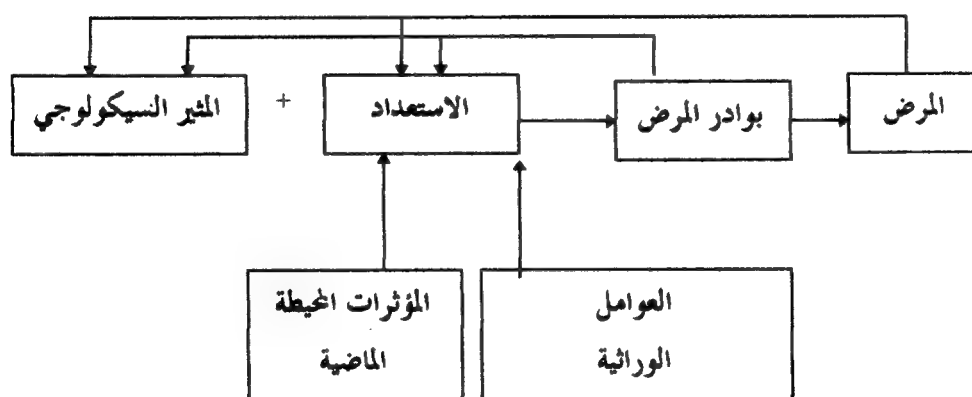 المثير السيكولوجي
+
الاستعداد
بوادر المرض
المرض
المؤثرات المحيطة
الماضية
العوامل
الوراثية